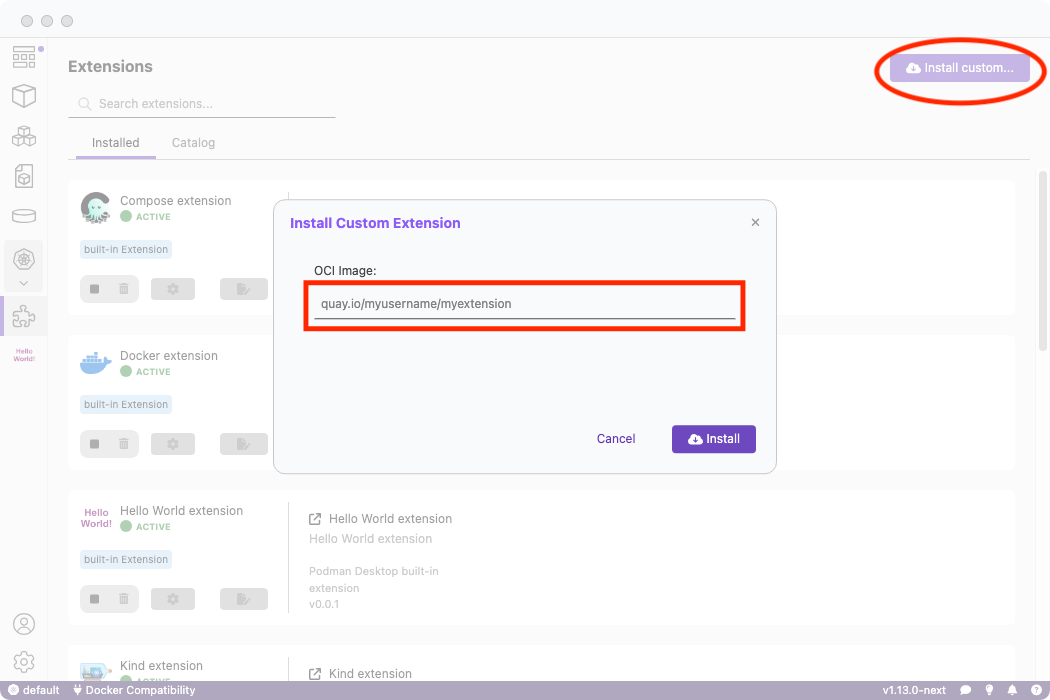 Extensions
Install custom...
Search extensions...
Installed
Catalog
Compose extension
ACTIVE
built-in Extension
Install Custom Extension
OCI Image:
quay.io/myusername/myextension
Cancel
Install
Docker extension
ACTIVE
built-in Extension
Hello
World!
Hello
World!
Hello World extension
ACTIVE
built-in Extension
Hello World extension
Hello World extension
Podman Desktop built-in
extension
v0.0.1
Kind extension
ACTIVE
Kind extension
default
Docker Compatibility
v1.13.0-next